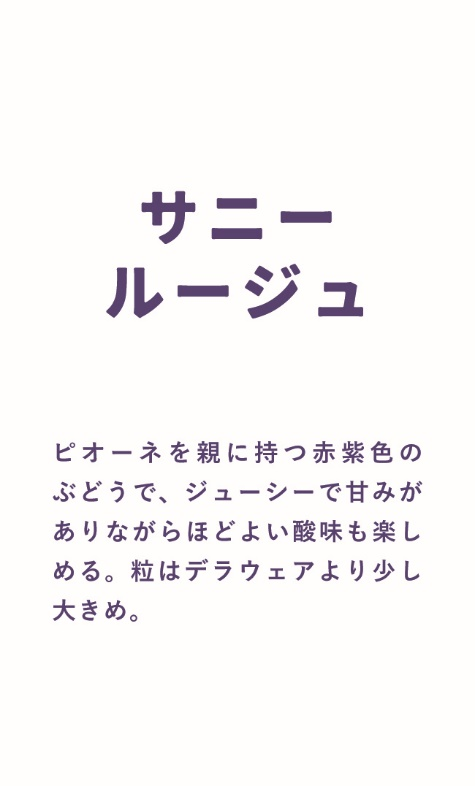 サニー
ルージュ
ピオーネを親に持つ赤紫色の
ぶどうで、ジューシーで甘みが
ありながらほどよい酸味も楽し
める。粒はデラウェアより少し
大きめ。